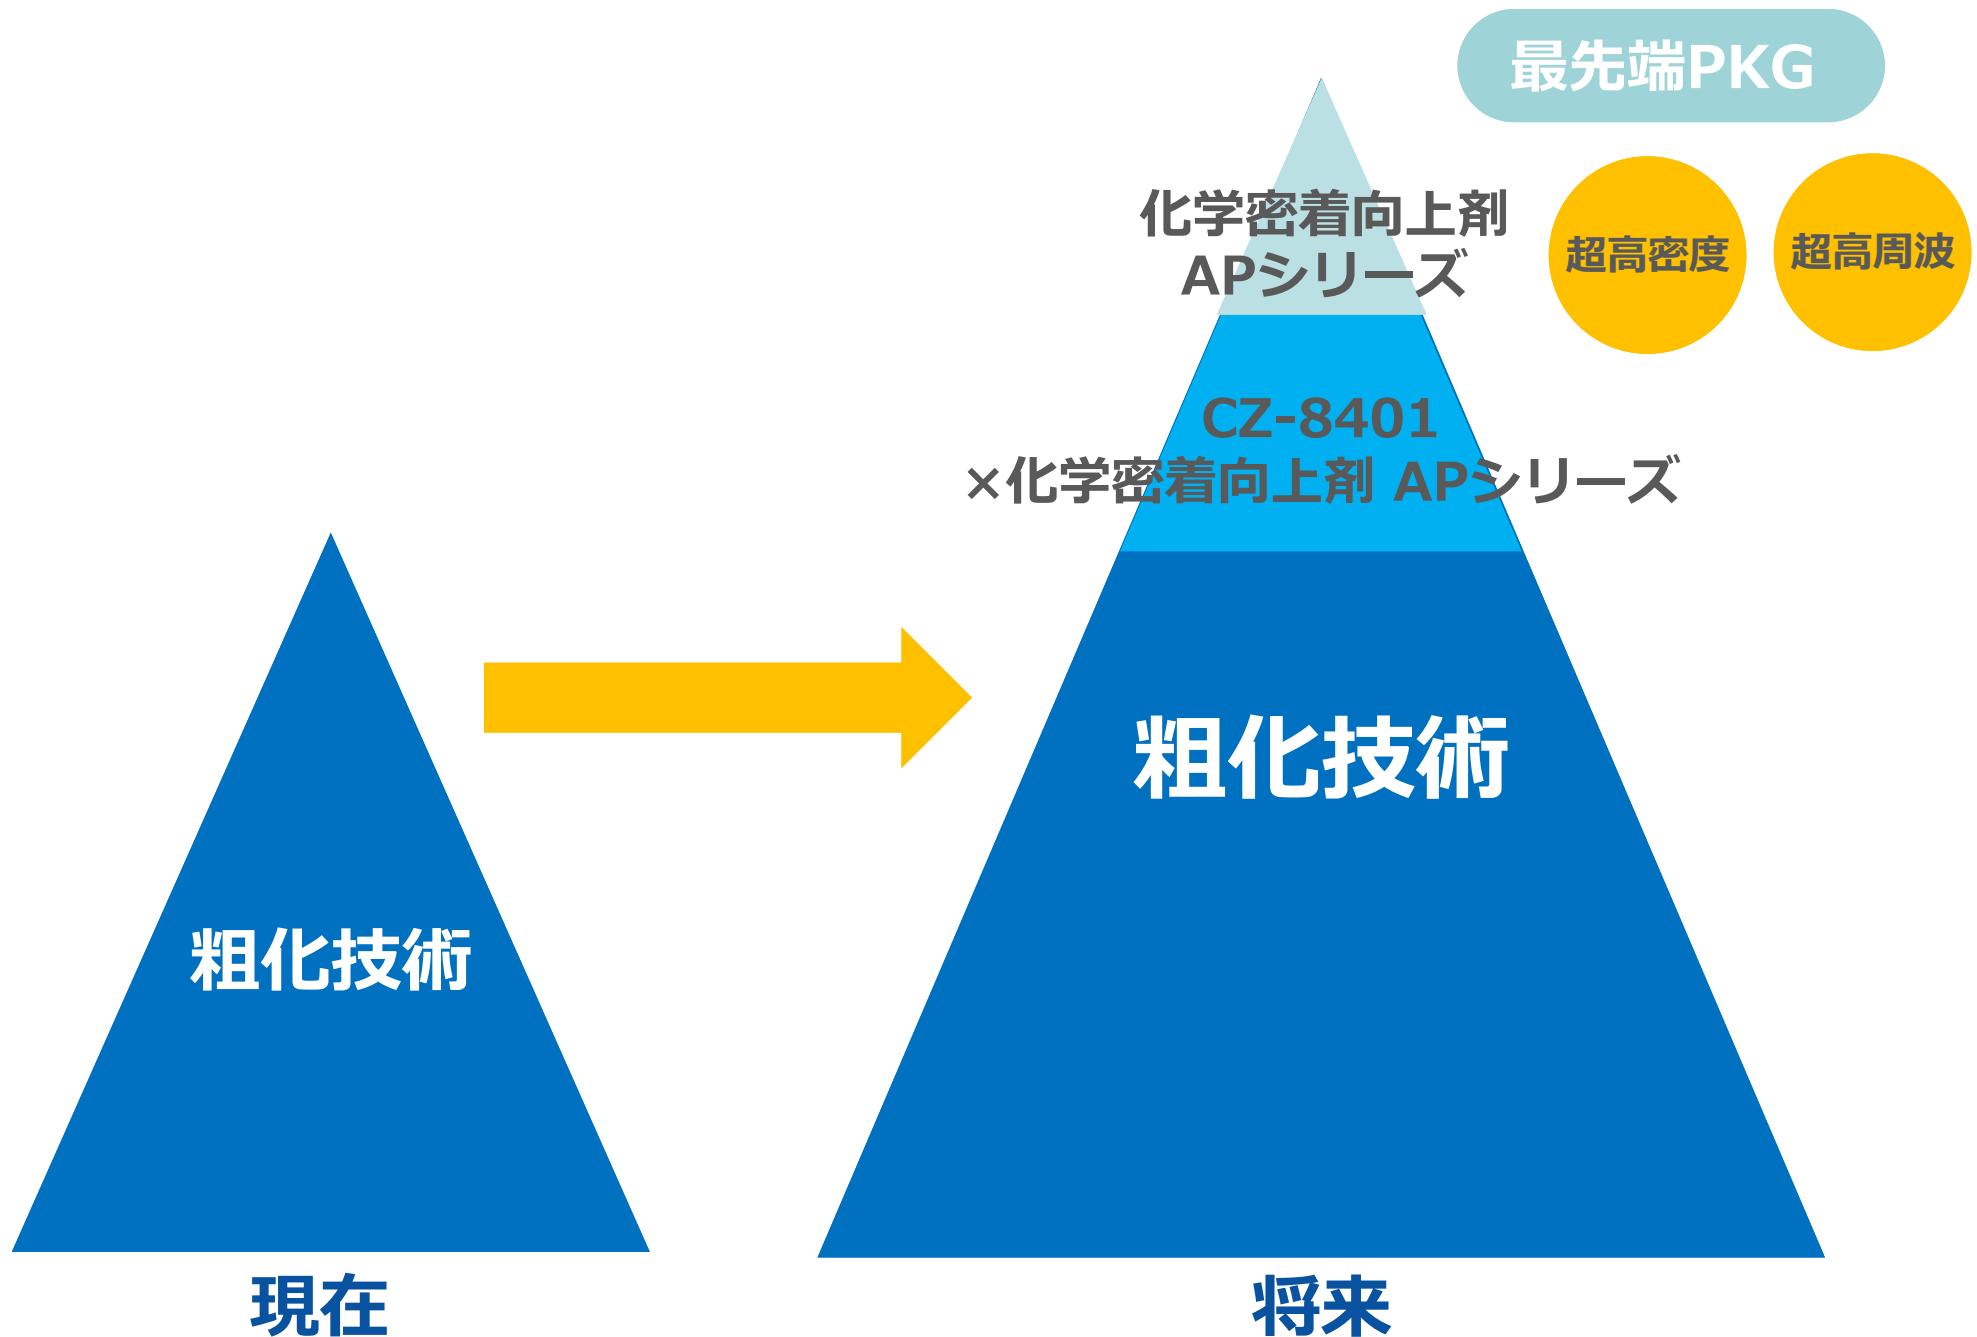 最先端PKG
化学密着向上剤
APシリーズ
超高密度
超高周波
CZ-8401
×化学密着向上剤 APシリーズ
粗化技術
粗化技術
現在
将来